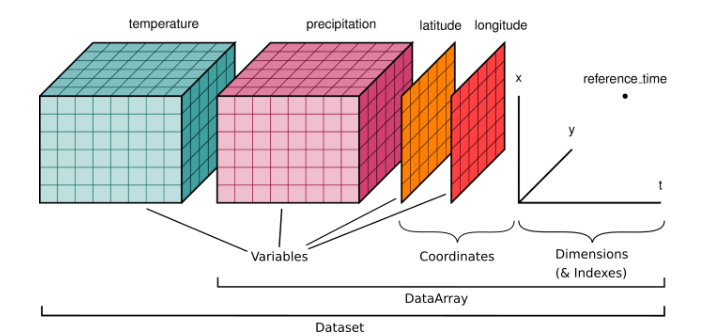 temperature
precipitation
latitude
longitude
x
reference_time
y
t
Variables
Coordinates
Dimensions
(& Indexes)
DataArray
Dataset